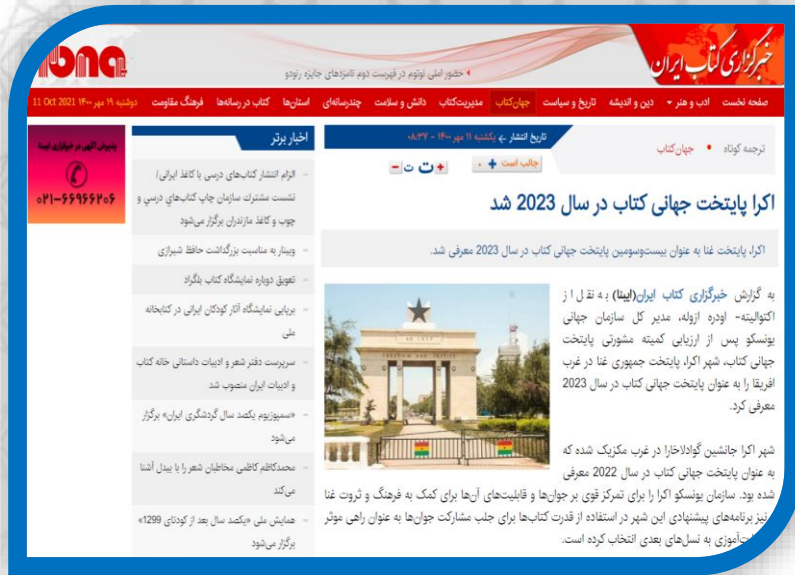 ibna
خبرگزاری کتاب ایران
حضور املی نوتوم در فهرست دوم نامزدهای جایزه رنودو
صفحه نخست ادب و هنر دین و اندیشه تاریخ و سیاست جهان‌کتاب مدیریت‌کتاب دانش و سلامت چندرسانه‌ای استان‌ها کتاب در رسانه‌ها فرهنگ مقاومت دوشنبه ۱۹ مهر ۱۴۰۰ 11 Oct 2021
ترجمه کوتاه • جهان‌کتاب
تاریخ انتشار یکشنبه ۱۱ مهر ۱۴۰۰ - ۰۸:۳۷
جالب است + ۰
+ ت ت -
اکرا پایتخت جهانی کتاب در سال 2023 شد
اکرا، پایتخت غنا به عنوان بیست‌وسومین پایتخت جهانی کتاب در سال 2023 معرفی شد.
به گزارش خبرگزاری کتاب ایران(ایبنا) به نقل از
اکتوالیته- اودره ازوله، مدیر کل سازمان جهانی
یونسکو پس از ارزیابی کمیته مشورتی پایتخت
جهانی کتاب، شهر اکرا، پایتخت جمهوری غنا در غرب
افریقا را به عنوان پایتخت جهانی کتاب در سال 2023
معرفی کرد.
شهر اکرا جانشین گوادلاخارا در غرب مکزیک شده که
به عنوان پایتخت جهانی کتاب در سال 2022 معرفی
شده بود. سازمان یونسکو اکرا را برای تمرکز قوی بر جوان‌ها و قابلیت‌های آن‌ها برای کمک به فرهنگ و ثروت غنا
نیز برنامه‌های پیشنهادی این شهر در استفاده از قدرت کتاب‌ها برای جلب مشارکت جوان‌ها به عنوان راهی موثر
به نسل‌های بعدی انتخاب کرده است.
اخبار برتر
الزام انتشار کتاب‌های درسی با کاغذ ایرانی/
نشست مشترک سازمان چاپ کتاب‌های درسی و
چوب و کاغذ مازندران برگزار می‌شود
وبینار به مناسبت بزرگداشت حافظ شیرازی
تعویق دوباره نمایشگاه کتاب بلگراد
برپایی نمایشگاه آثار کودکان ایرانی در کتابخانه
ملی
سرپرست دفتر شعر و ادبیات داستانی خانه کتاب
و ادبیات ایران منصوب شد
«سمپوزیوم یکصد سال گردشگری ایران» برگزار
می‌شود
محمدکاظم کاظمی مخاطبان شعر را با بیدل آشنا
می‌کند
همایش ملی «یکصد سال بعد از کودتای 1299»
برگزار می‌شود
پذیرش آگهی در خبرگزاری ایبنا
۰۲۱-۶۶۹۶۶۲۰۶